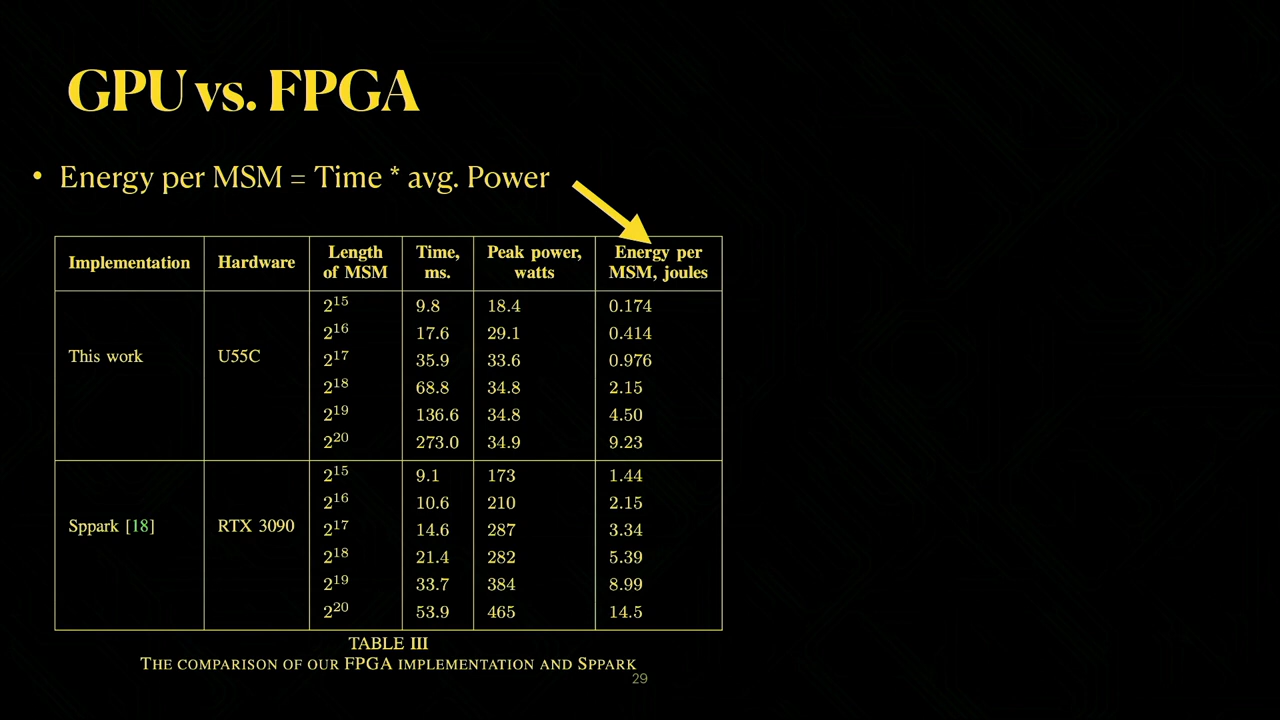 GPU vs. FPGA
• Energy per MSM = Time * avg. Power
Implementation Hardware Length of MSM Time, ms. Peak power, watts Energy per MSM, joules
2^15 9.8 18.4 0.174
2^16 17.6 29.1 0.414
This work U55C 2^17 35.9 33.6 0.976
2^18 68.8 34.8 2.15
2^19 136.6 34.8 4.50
2^20 273.0 34.9 9.23
2^15 9.1 173 1.44
2^16 10.6 210 2.15
Sppark [18] RTX 3090 2^17 14.6 287 3.34
2^18 21.4 282 5.39
2^19 33.7 384 8.99
2^20 53.9 465 14.5
TABLE III
THE COMPARISON OF OUR FPGA IMPLEMENTATION AND SPPARK
29